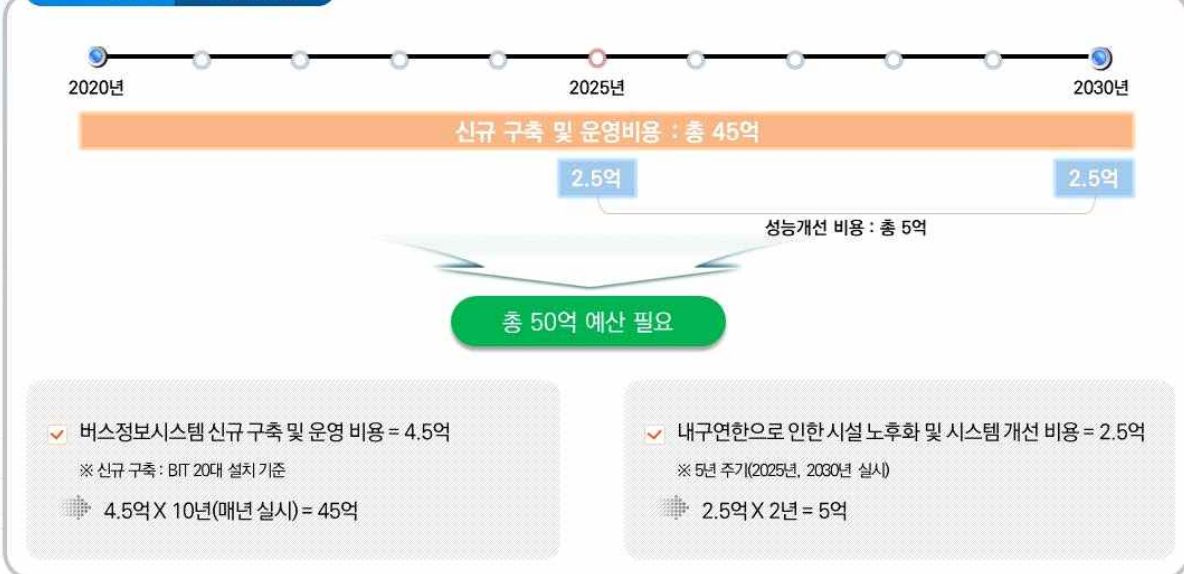 2020년
2025년
2030년
신규 구축 및 운영비용 : 총 45억
2.5억
2.5억
성능개선 비용 : 총 5억
총 50억 예산 필요
버스정보시스템 신규 구축 및 운영 비용 = 4.5억
※ 신규 구축 : BIT 20대 설치 기준
4.5억 X 10년(매년 실시) = 45억
내구연한으로 인한 시설 노후화 및 시스템 개선 비용 = 2.5억
※ 5년 주기(2025년, 2030년 실시)
2.5억 X 2년 = 5억